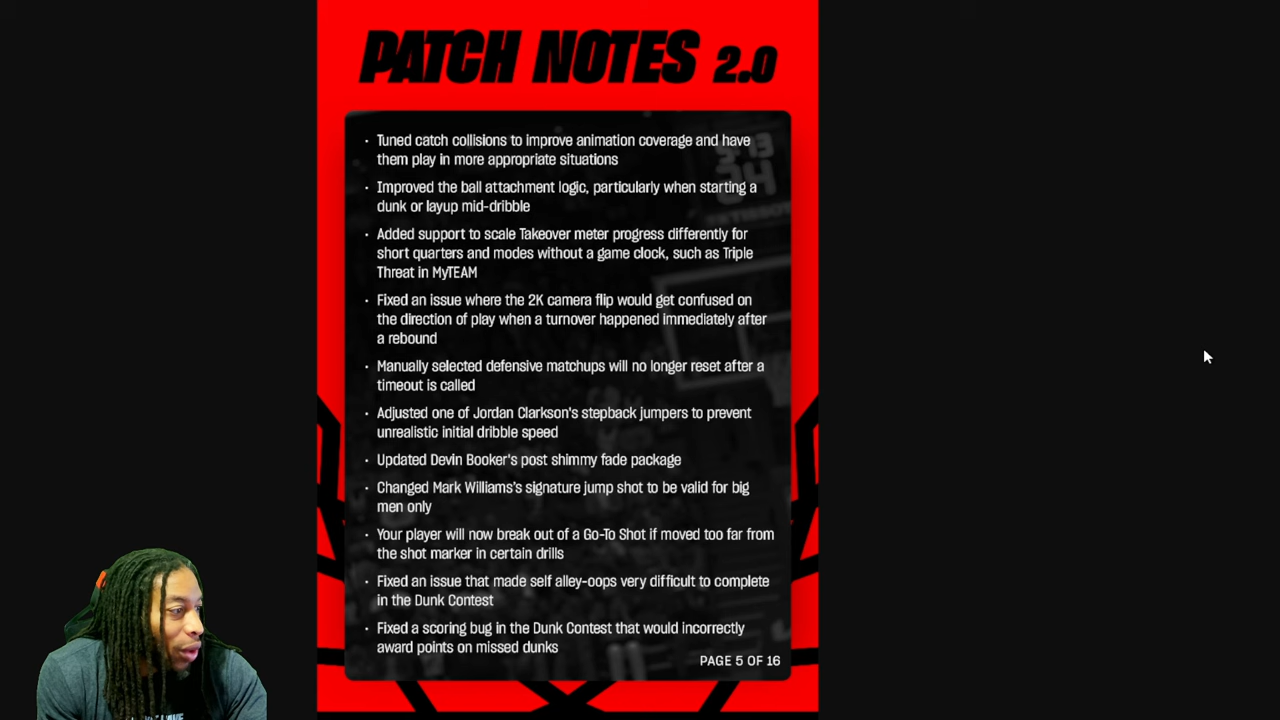 PATCH NOTES 2.0
• Tuned catch collisions to improve animation coverage and have
them play in more appropriate situations
• Improved the ball attachment logic, particularly when starting a
dunk or layup mid-dribble
• Added support to scale Takeover meter progress differently for
short quarters and modes without a game clock, such as Triple
Threat in MyTEAM
• Fixed an issue where the 2K camera flip would get confused on
the direction of play when a turnover happened immediately after
a rebound
• Manually selected defensive matchups will no longer reset after a
timeout is called
• Adjusted one of Jordan Clarkson's stepback jumpers to prevent
unrealistic initial dribble speed
• Updated Devin Booker's post shimmy fade package
• Changed Mark Williams's signature jump shot to be valid for big
men only
• Your player will now break out of a Go-To Shot if moved too far from
the shot marker in certain drills
• Fixed an issue that made self alley-oops very difficult to complete
in the Dunk Contest
• Fixed a scoring bug in the Dunk Contest that would incorrectly
award points on missed dunks
PAGE 5 OF 16